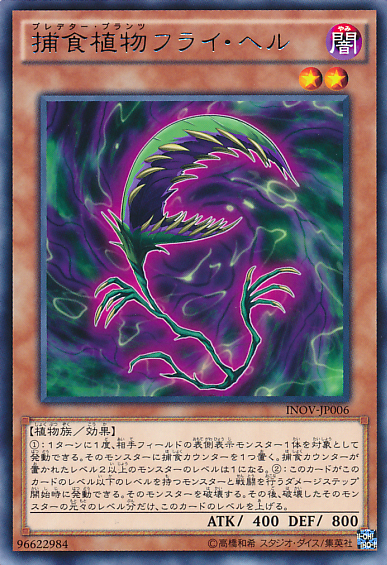 プレデター・プランツ
捕食植物フライ・ヘル
やみ
闇
INOV-JP006
【植物族／効果】
①：1ターンに1度、相手フィールドの表側表示モンスター1体を対象として
発動できる。そのモンスターに捕食カウンターを1つ置く。捕食カウンターが
置かれたレベル2以上のモンスターのレベルは1になる。②：このカードがこ
のカードのレベル以下のレベルを持つモンスターと戦闘を行うダメージステップ
開始時に発動できる。そのモンスターを破壊する。その後、破壊したそのモン
スターの元々のレベル分だけ、このカードのレベルを上げる。
ATK/ 400 DEF/ 800
96622984
©高橋和希 スタジオ・ダイス/集英社